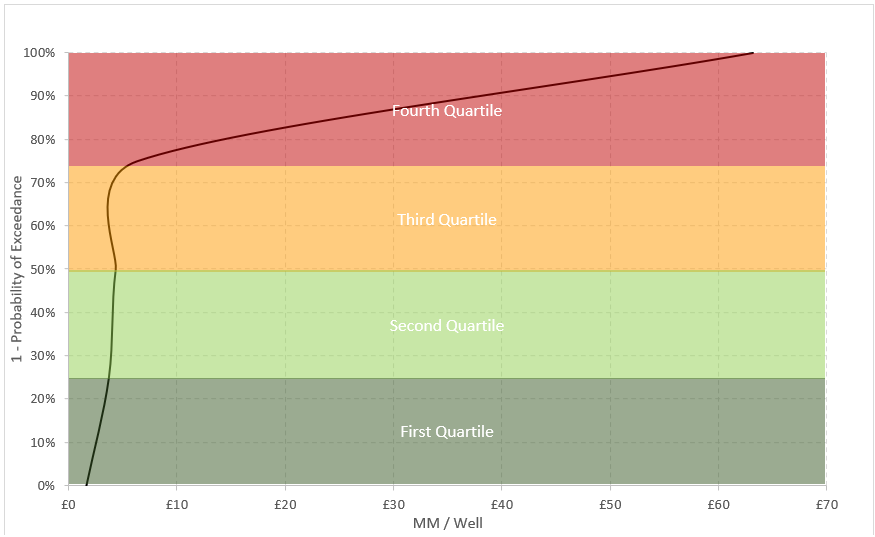 100%
90%
Fourth Quartile
80%
70%
Third Quartile
60%
50%
40%
Second Quartile
30%
20%
First Quartile
10%
0%
1 - Probability of Exceedance
£0 £10 £20 £30 £40 £50 £60 £70
MM / Well